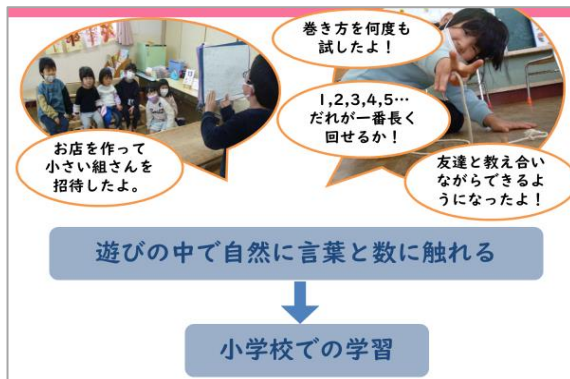 お店を作って
小さい組さんを
招待したよ。
巻き方を何度も
試したよ!
1,2,3,4,5…
だれが一番長く
回せるか!
友達と教え合い
ながらできるよ
うになったよ!
遊びの中で自然に言葉と数に触れる
小学校での学習